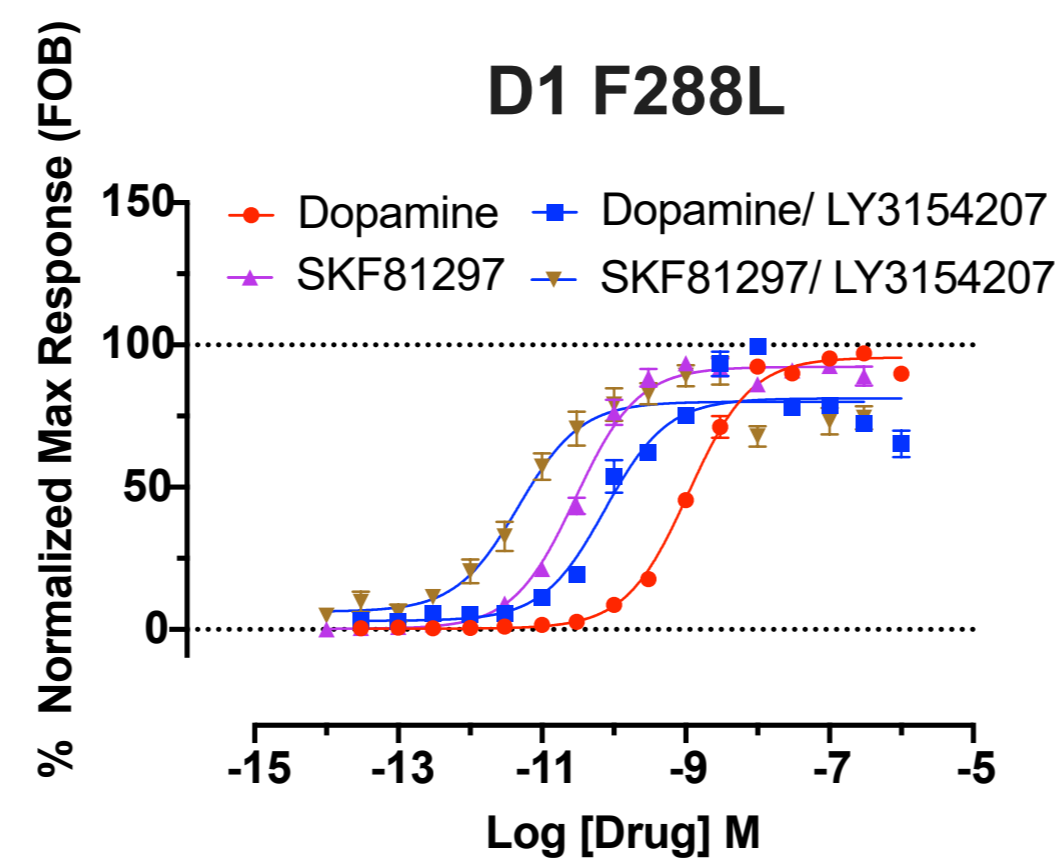 D1 F288L
% Normalized Max Response (FOB)
150
100
50
0
Dopamine
Dopamine/ LY3154207
SKF81297
SKF81297/ LY3154207
-15 -13 -11 -9 -7 -5
Log [Drug] M